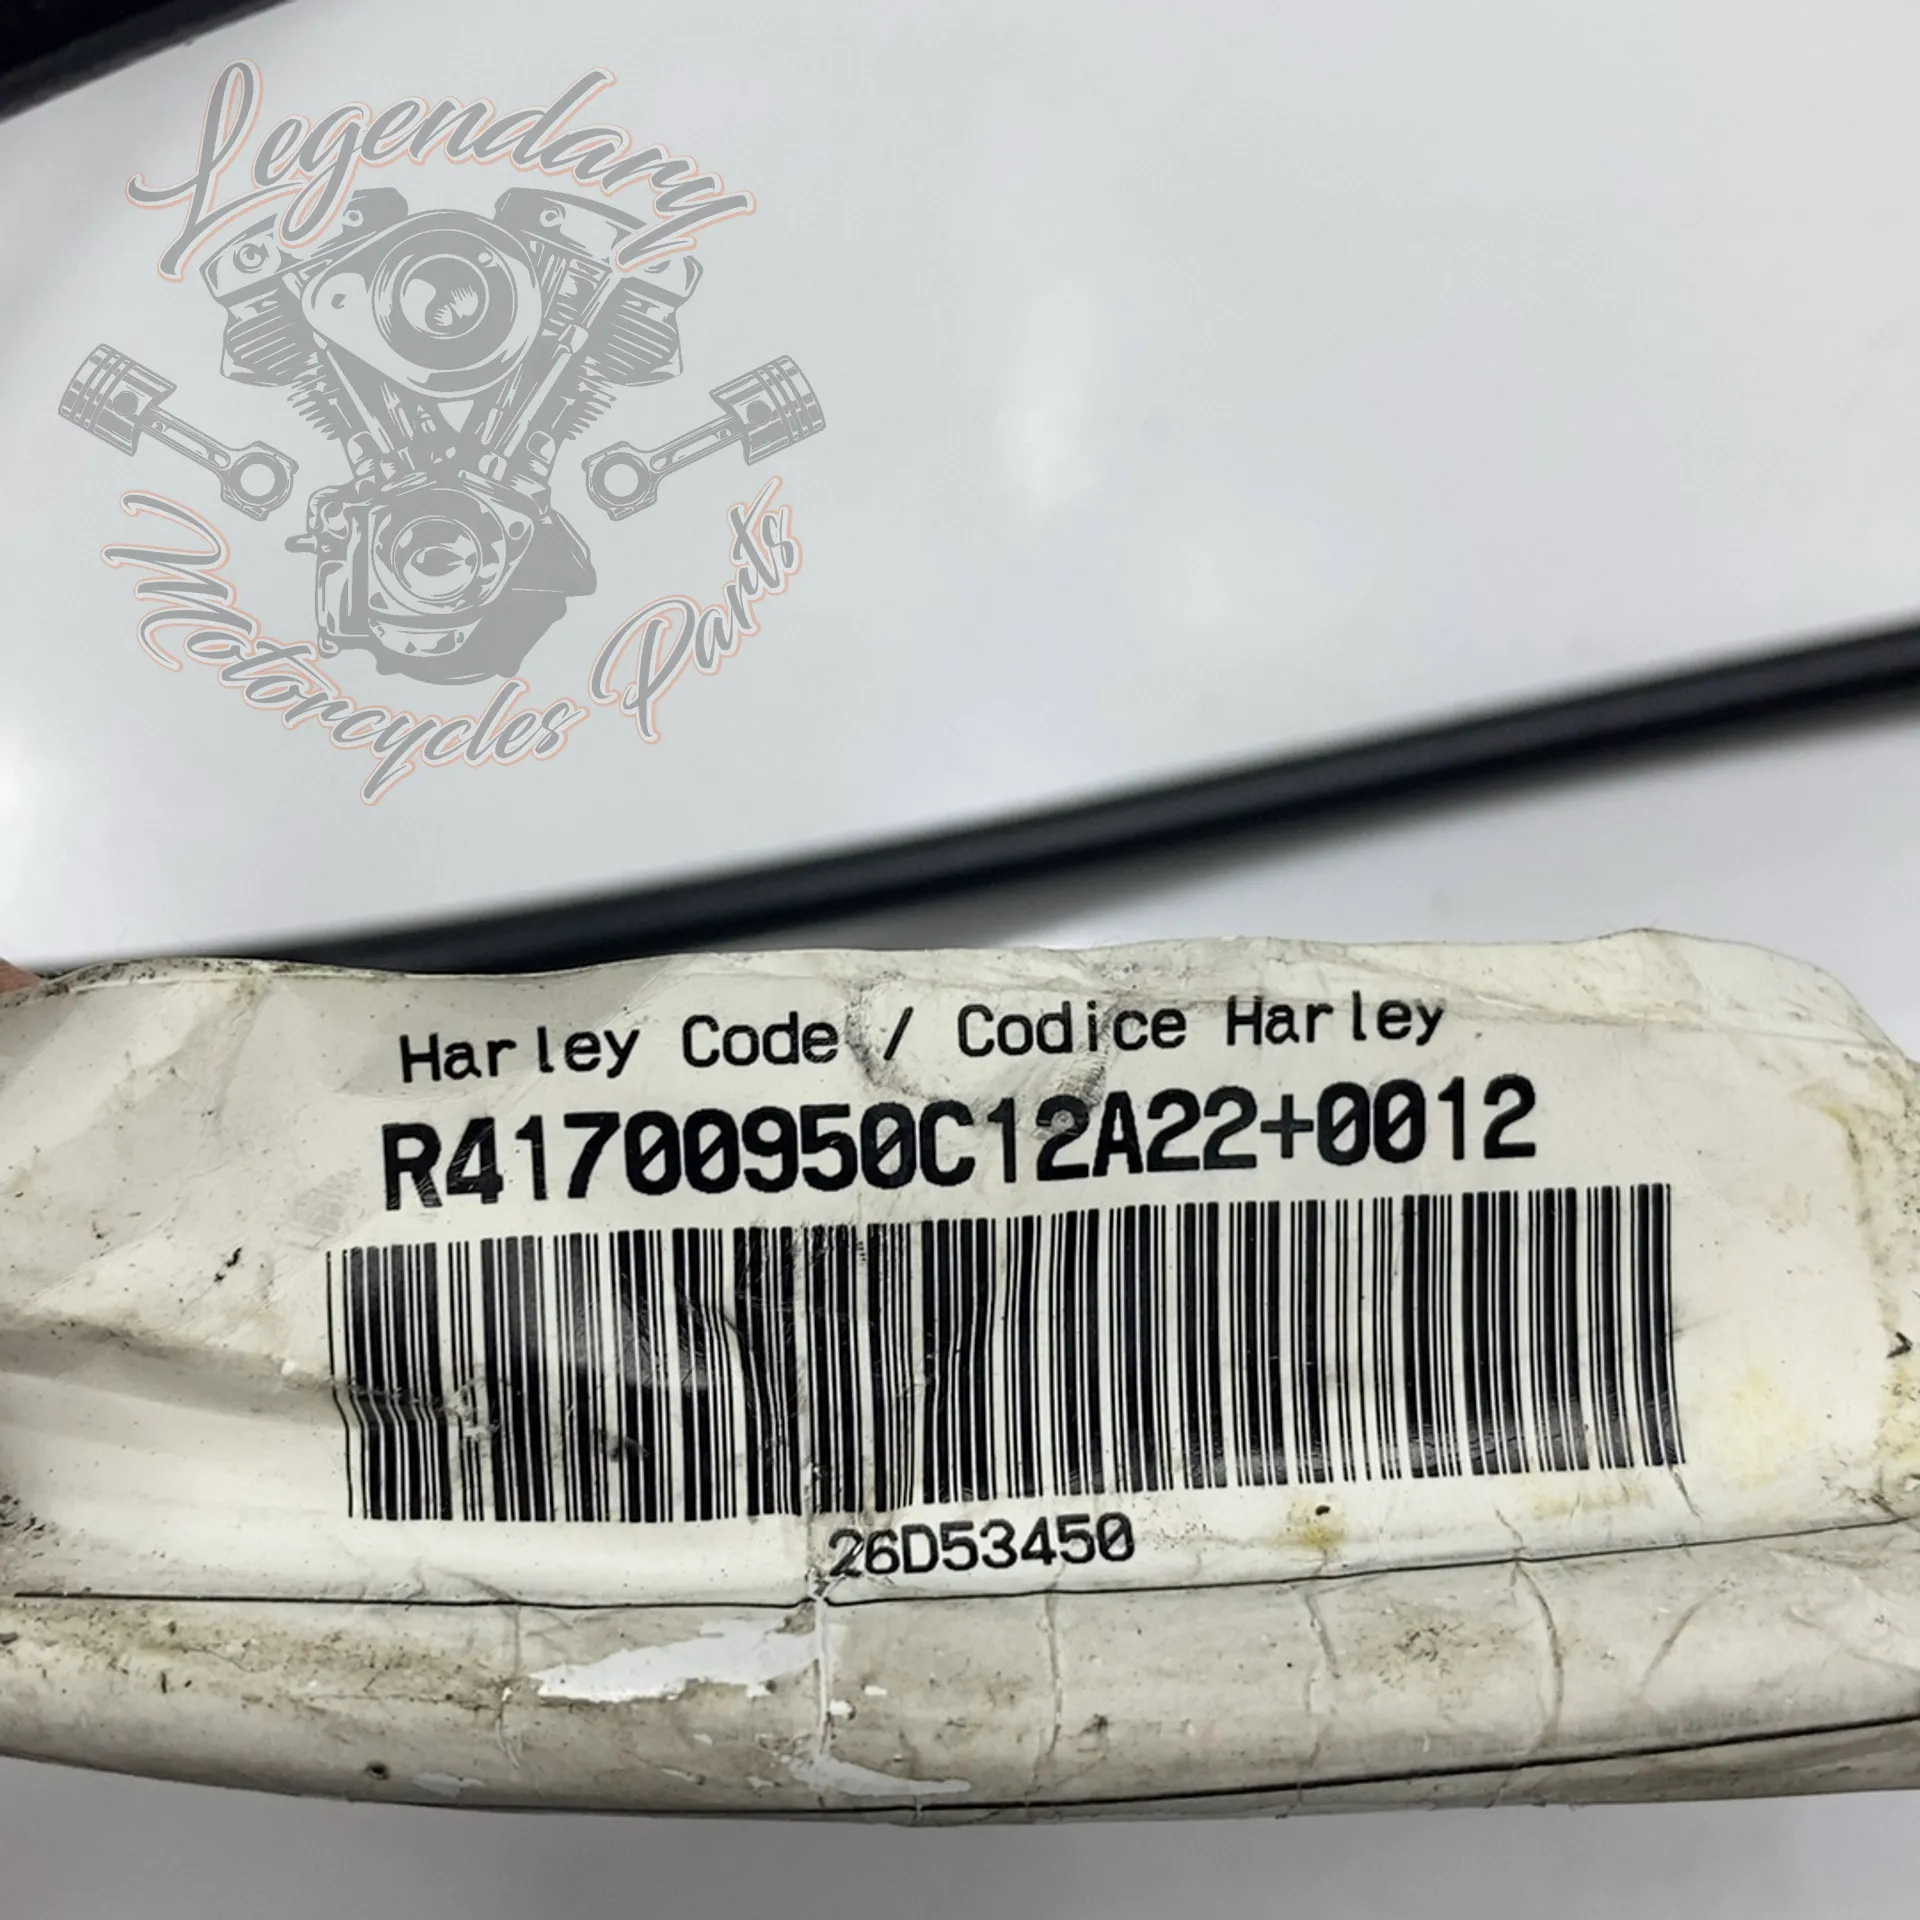 Legendary
Motorcycles Parts
Harley Code / Codice Harley
R41700950C12A22+0012
26D53450